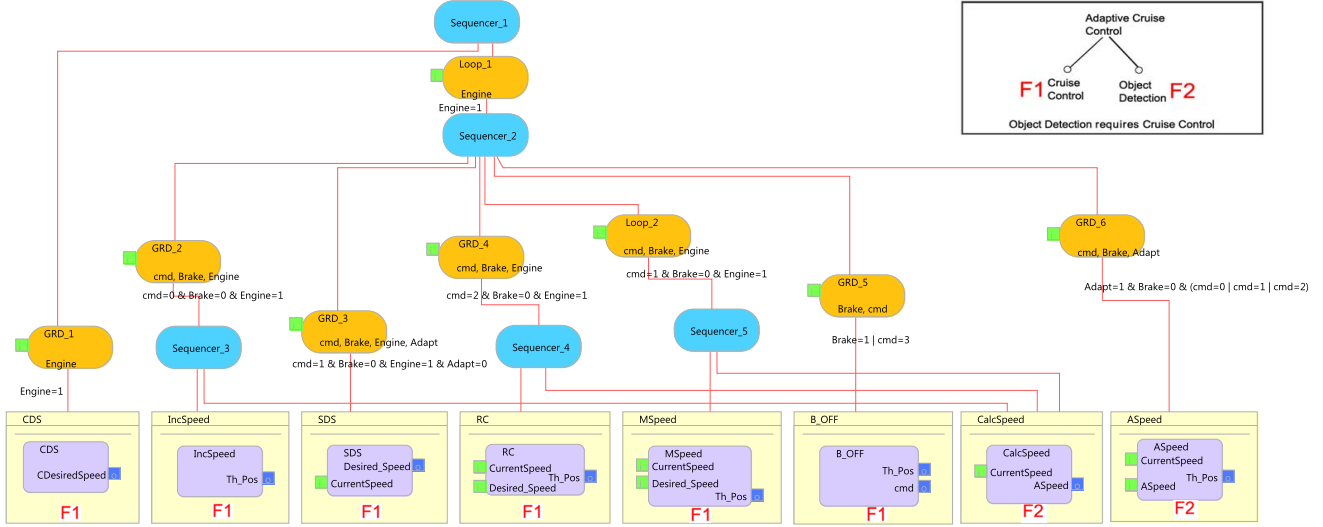 Sequencer_1
Adaptive Cruise
Control
Loop_1
Engine
Engine=1
F1 Cruise
Control
Object
Detection F2
Object Detection requires Cruise Control
Sequencer_2
GRD_2
cmd, Brake, Engine
cmd=0 & Brake=0 & Engine=1
GRD_4
cmd, Brake, Engine
cmd=2 & Brake=0 & Engine=1
Loop_2
cmd, Brake, Engine
cmd=1 & Brake=0 & Engine=1
GRD_6
cmd, Brake, Adapt
Adapt=1 & Brake=0 & (cmd=0 | cmd=1 | cmd=2)
GRD_5
Brake, cmd
Brake=1 | cmd=3
GRD_1
Engine
Engine=1
Sequencer_3
GRD_3
cmd, Brake, Engine, Adapt
cmd=1 & Brake=0 & Engine=1 & Adapt=0
Sequencer_4
Sequencer_5
CDS
CDS
CDesiredSpeed
F1
IncSpeed
IncSpeed
Th_Pos
F1
SDS
SDS
Desired_Speed
CurrentSpeed
F1
RC
RC
CurrentSpeed
Th_Pos
Desired_Speed
F1
MSpeed
MSpeed
CurrentSpeed
Desired_Speed
Th_Pos
F1
B_OFF
B_OFF
Th_Pos
cmd
F1
CalcSpeed
CalcSpeed
CurrentSpeed
ASpeed
F2
ASpeed
ASpeed
CurrentSpeed
Th_Pos
ASpeed
F2